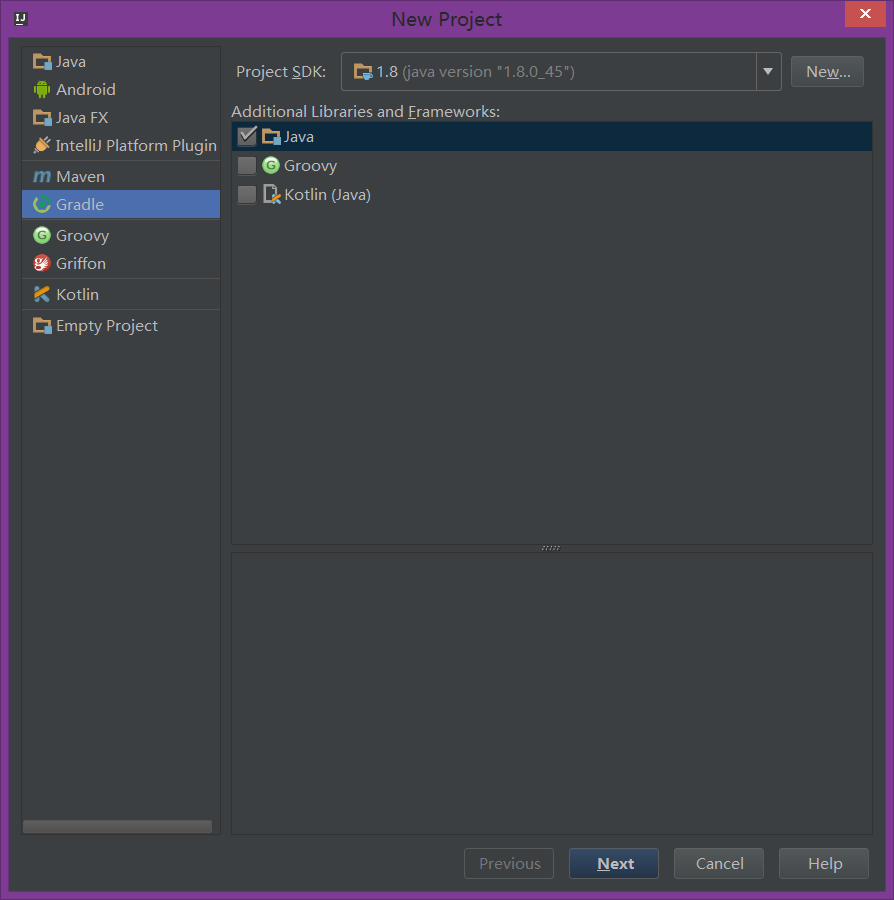 New Project
Java
Android
Java FX
IntelliJ Platform Plugin
Maven
Gradle
Groovy
Griffon
Kotlin
Empty Project
Project SDK: 1.8 (java version "1.8.0_45") New...
Additional Libraries and Frameworks:
Java
Groovy
Kotlin (Java)
Previous Next Cancel Help